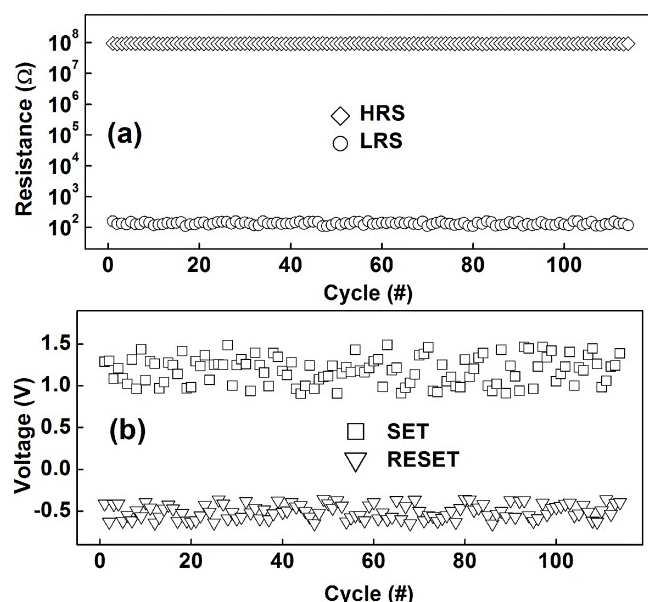 Resistance (Ω)
10⁸
10⁷
10⁶
10⁵
10⁴
10³
10²
(a)
HRS
LRS
0 20 40 60 80 100
Cycle (#)
Voltage (V)
1.5
1.0
0.5
0.0
-0.5
(b)
SET
RESET
0 20 40 60 80 100
Cycle (#)